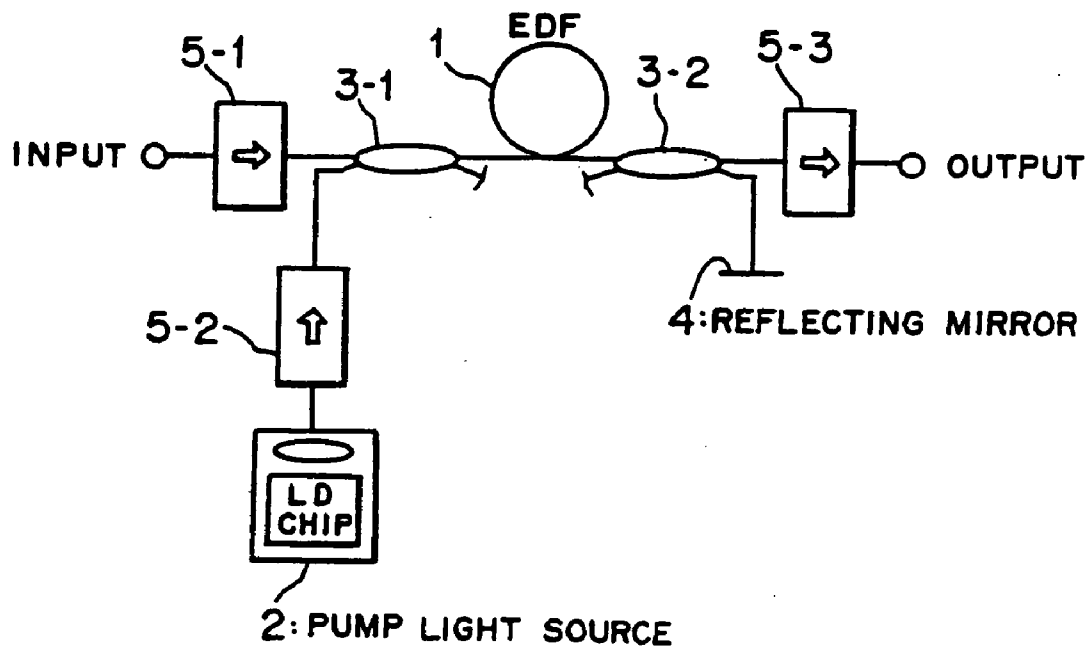 EDF
1
5-1
5-3
3-1
3-2
INPUT
OUTPUT
4:REFLECTING MIRROR
5-2
LD
CHIP
2:PUMP LIGHT SOURCE